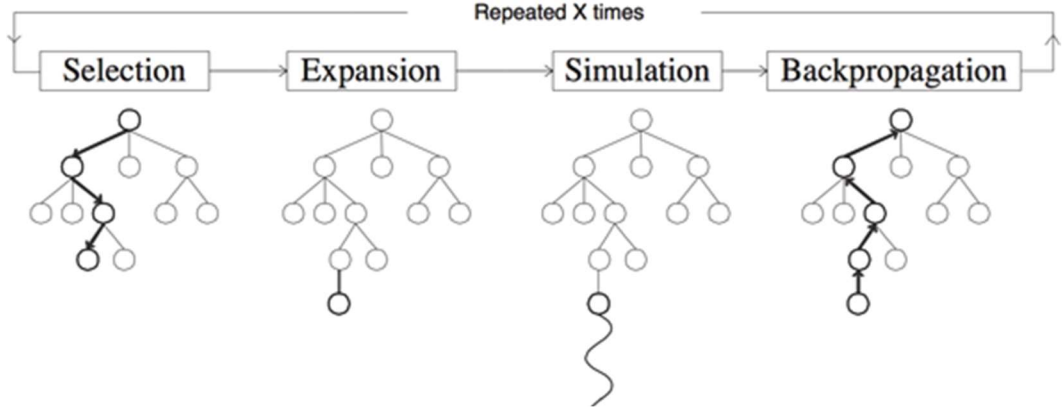 Repeated X times
Selection
Expansion
Simulation
Backpropagation